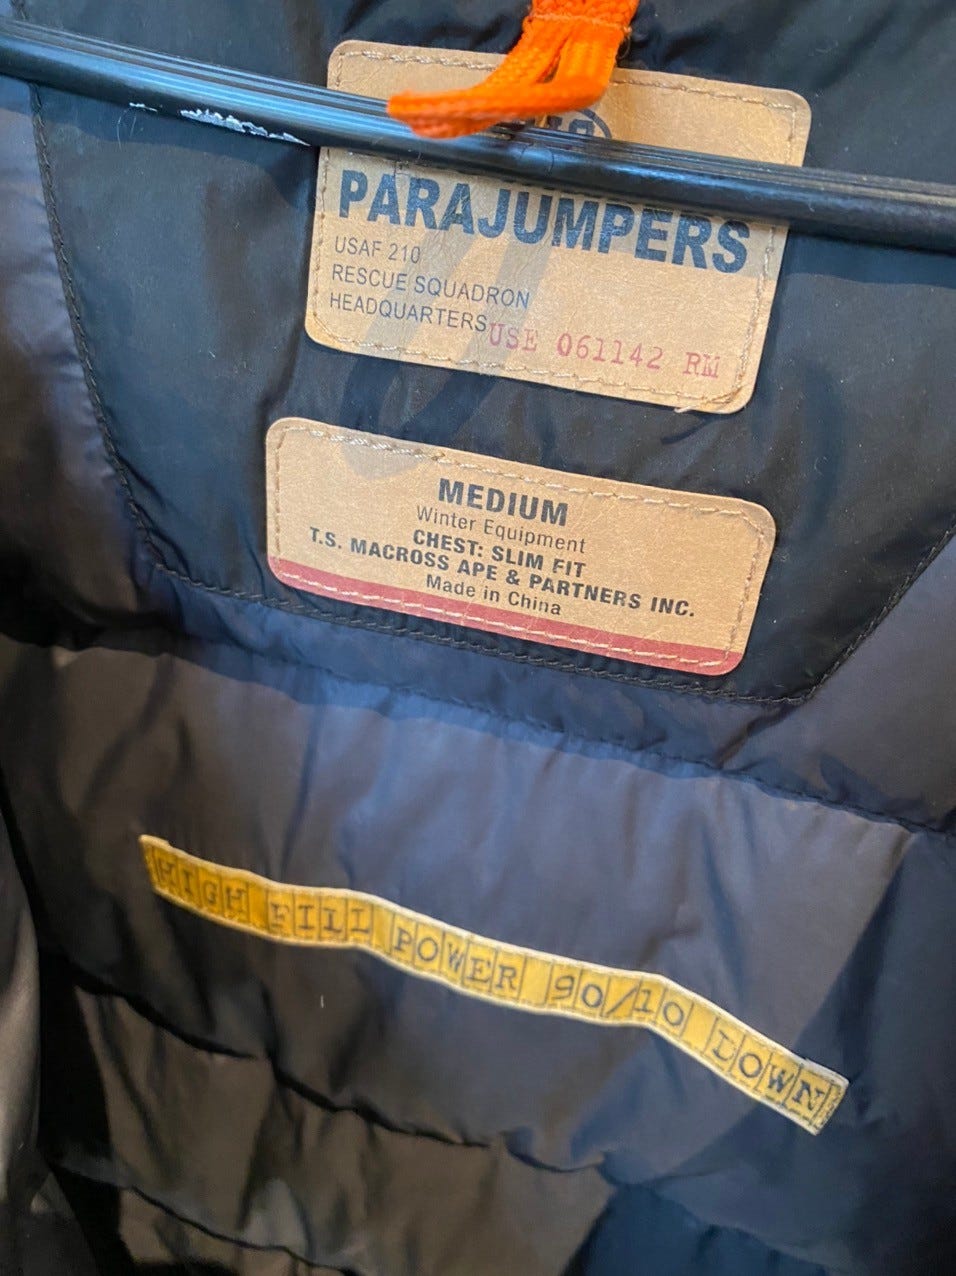 PARAJUMPERS
USAF 210
RESCUE SQUADRON
HEADQUARTERS
USE 061142 RM
MEDIUM
Winter Equipment
CHEST: SLIM FIT
T.S. MACROSS APE & PARTNERS INC.
Made in China
HIGH FILL POWER 90/10 DOWN